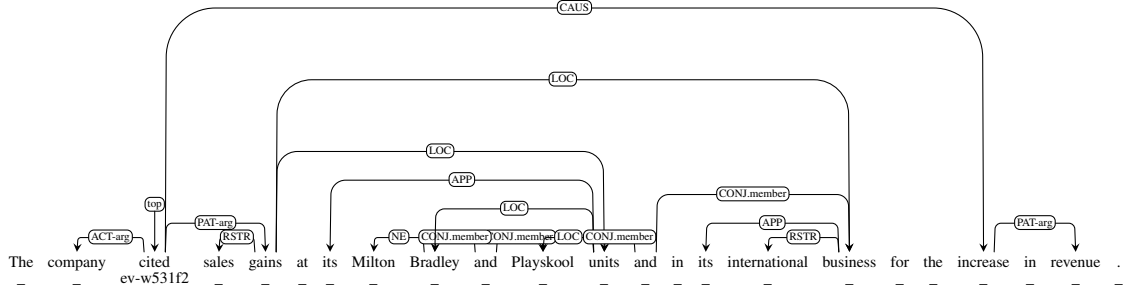 CAUS
LOC
LOC
APP
CONJ.member
top
LOC
PAT-arg
APP
PAT-arg
ACT-arg
RSTR
NE
CONJ.member
CONJ.member
LOC
CONJ.member
RSTR
The company cited sales gains at its Milton Bradley and Playskool units and in its international business for the increase in revenue .
_ _ ev-w531f2 _ _ _ _ _ _ _ _ _ _ _ _ _ _ _ _ _ _ _ _